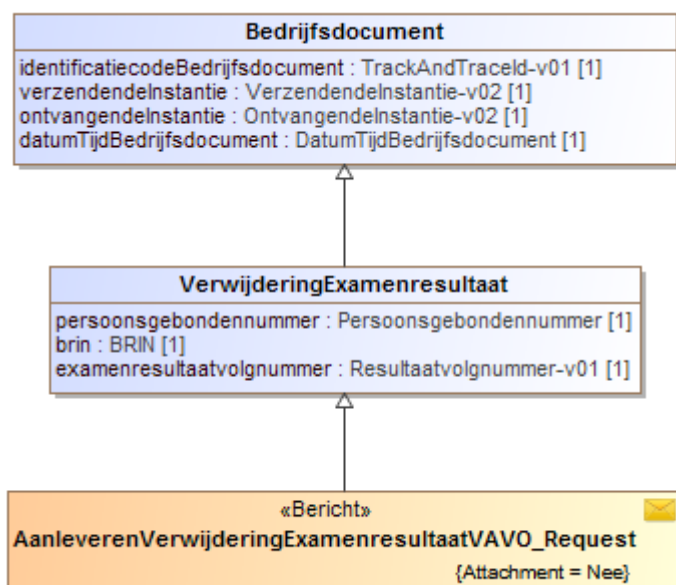 Bedrijfsdocument
identificatiecodeBedrijfsdocument : TrackAndTraceId-v01 [1]
verzendendeInstantie : VerzendendeInstantie-v02 [1]
ontvangendeInstantie : OntvangendeInstantie-v02 [1]
datumTijdBedrijfsdocument : DatumTijdBedrijfsdocument [1]
VerwijderingExamenresultaat
persoonsgebondennummer : Persoonsgebondennummer [1]
brin : BRIN [1]
examenresultaatvolgnummer : Resultaatvolgnummer-v01 [1]
«Bericht»
AanleverenVerwijderingExamenresultaatVAVO_Request
{Attachment = Nee}